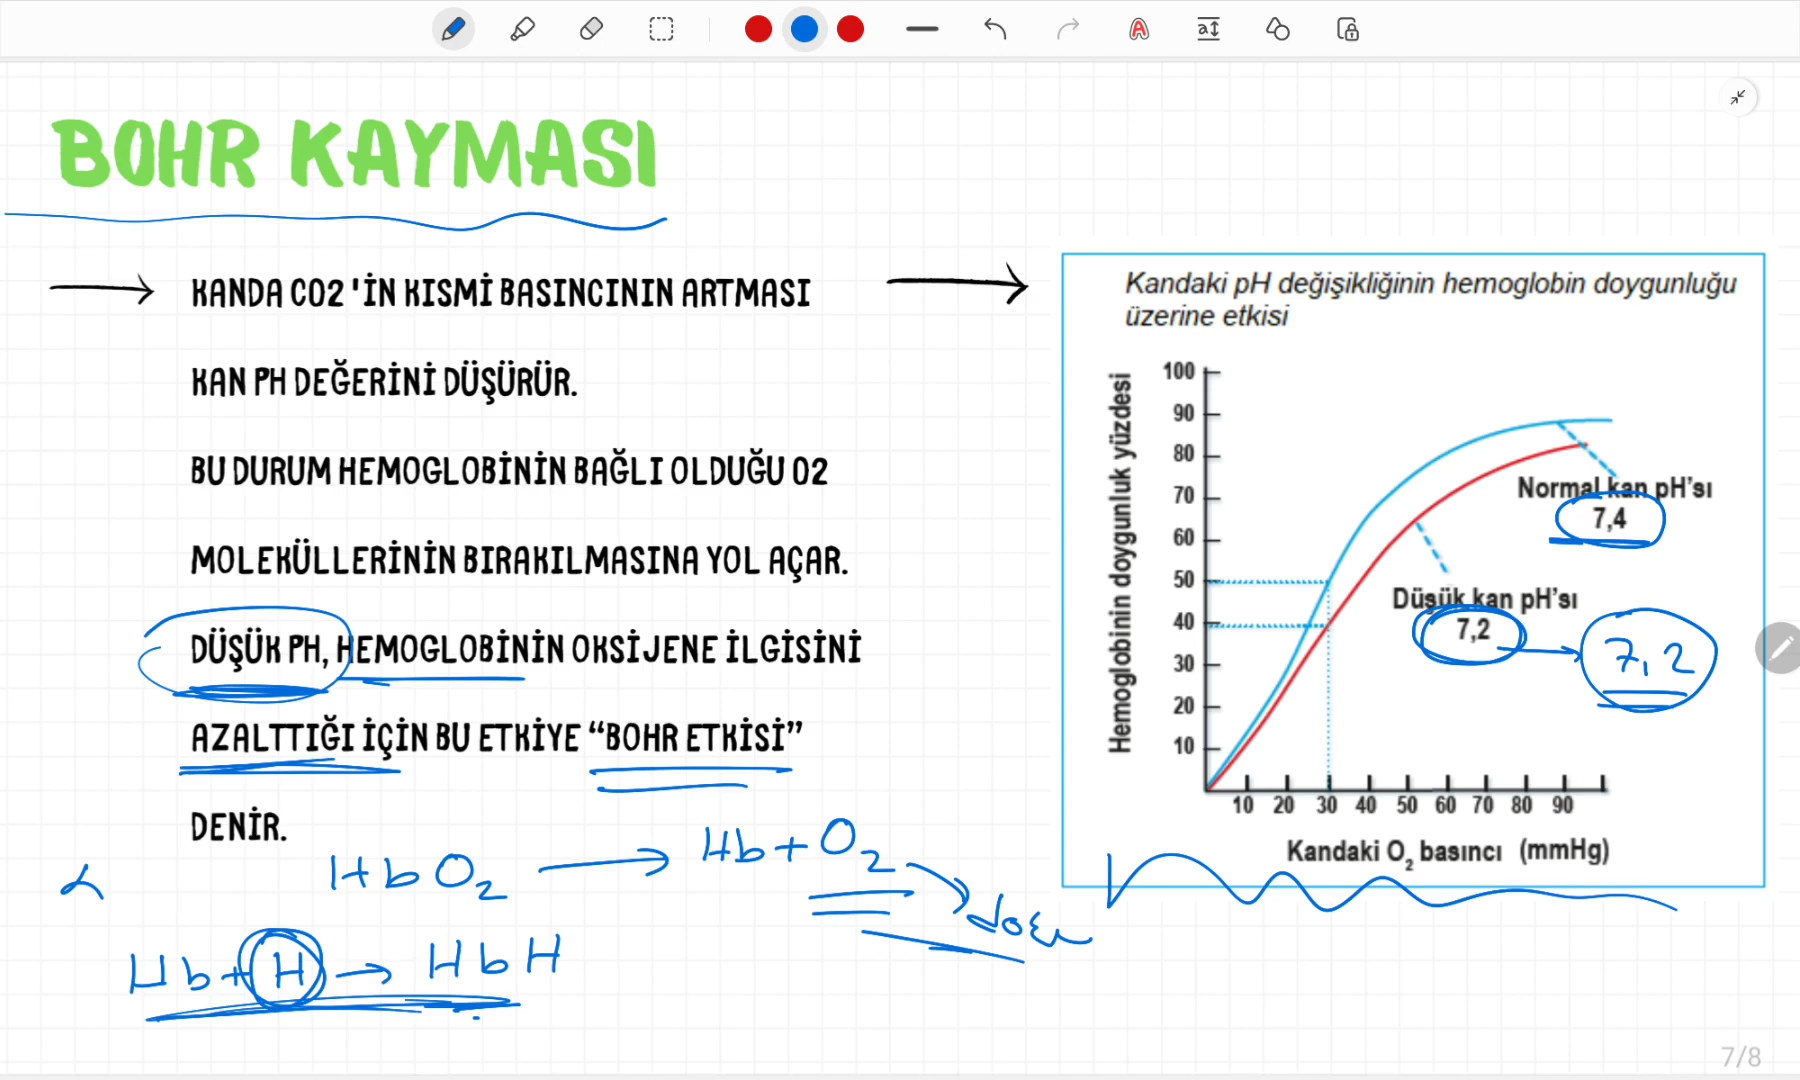 BOHR KAYMASI
KANDA CO2 'İN KISMİ BASINCININ ARTMASI
KAN PH DEĞERİNİ DÜŞÜRÜR.
BU DURUM HEMOGLOBİNİN BAĞLI OLDUĞU O2
MOLEKÜLLERİNİN BIRAKILMASINA YOL AÇAR.
DÜŞÜK PH, HEMOGLOBİNİN OKSİJENE İLGİSİNİ
AZALTTIĞI İÇİN BU ETKİYE “BOHR ETKİSİ”
DENİR.
HbO2 → Hb+O2
Hb+H → HbH
Kandaki pH değişikliğinin hemoglobin doygunluğu
üzerine etkisi
Hemoglobinin doygunluk yüzdesi
100
90
80
70
60
50
40
30
20
10
Normal kan pH’sı
7,4
Düşük kan pH’sı
7,2
7,2
10 20 30 40 50 60 70 80 90
Kandaki O2 basıncı (mmHg)
7/8